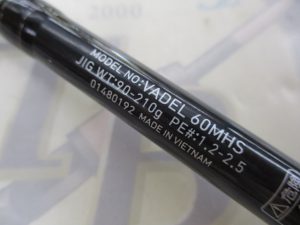 MODEL NO:VADEL 60MHS
JIG WT:90-210g PE#:1.2-2.5
01480192 MADE IN VIETNAM